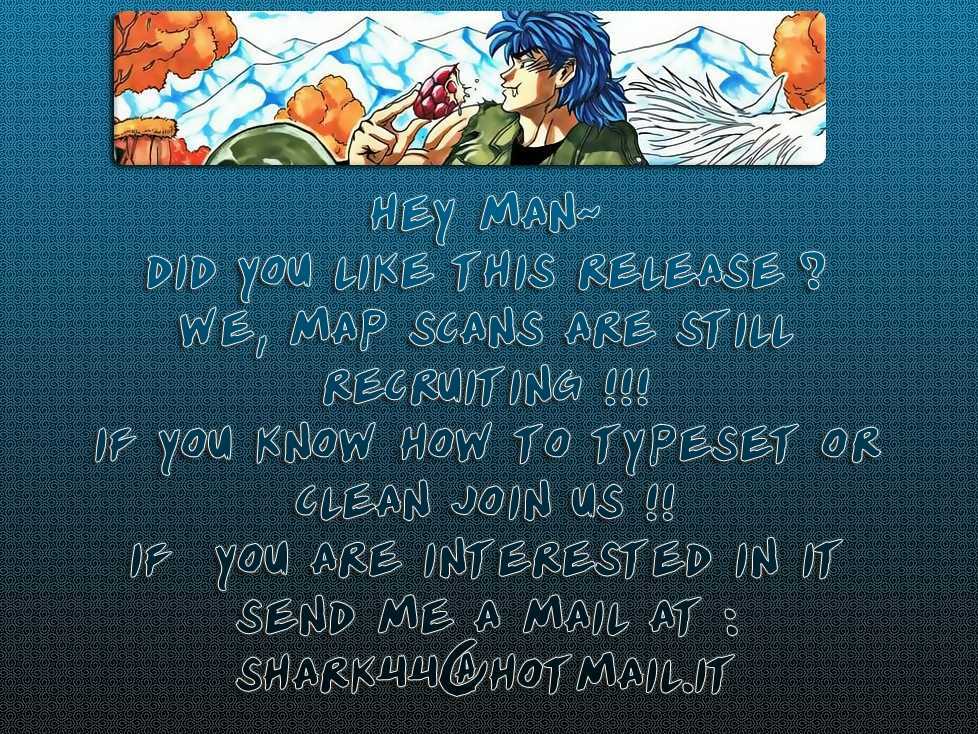 HEY MAN~
DID YOU LIKE THIS RELEASE ?
WE, MAP SCANS ARE STILL
RECRUITING !!!
IF YOU KNOW HOW TO TYPESET OR
CLEAN JOIN US !!
IF YOU ARE INTERESTED IN IT
SEND ME A MAIL AT :
SHARK44@HOTMAIL.IT